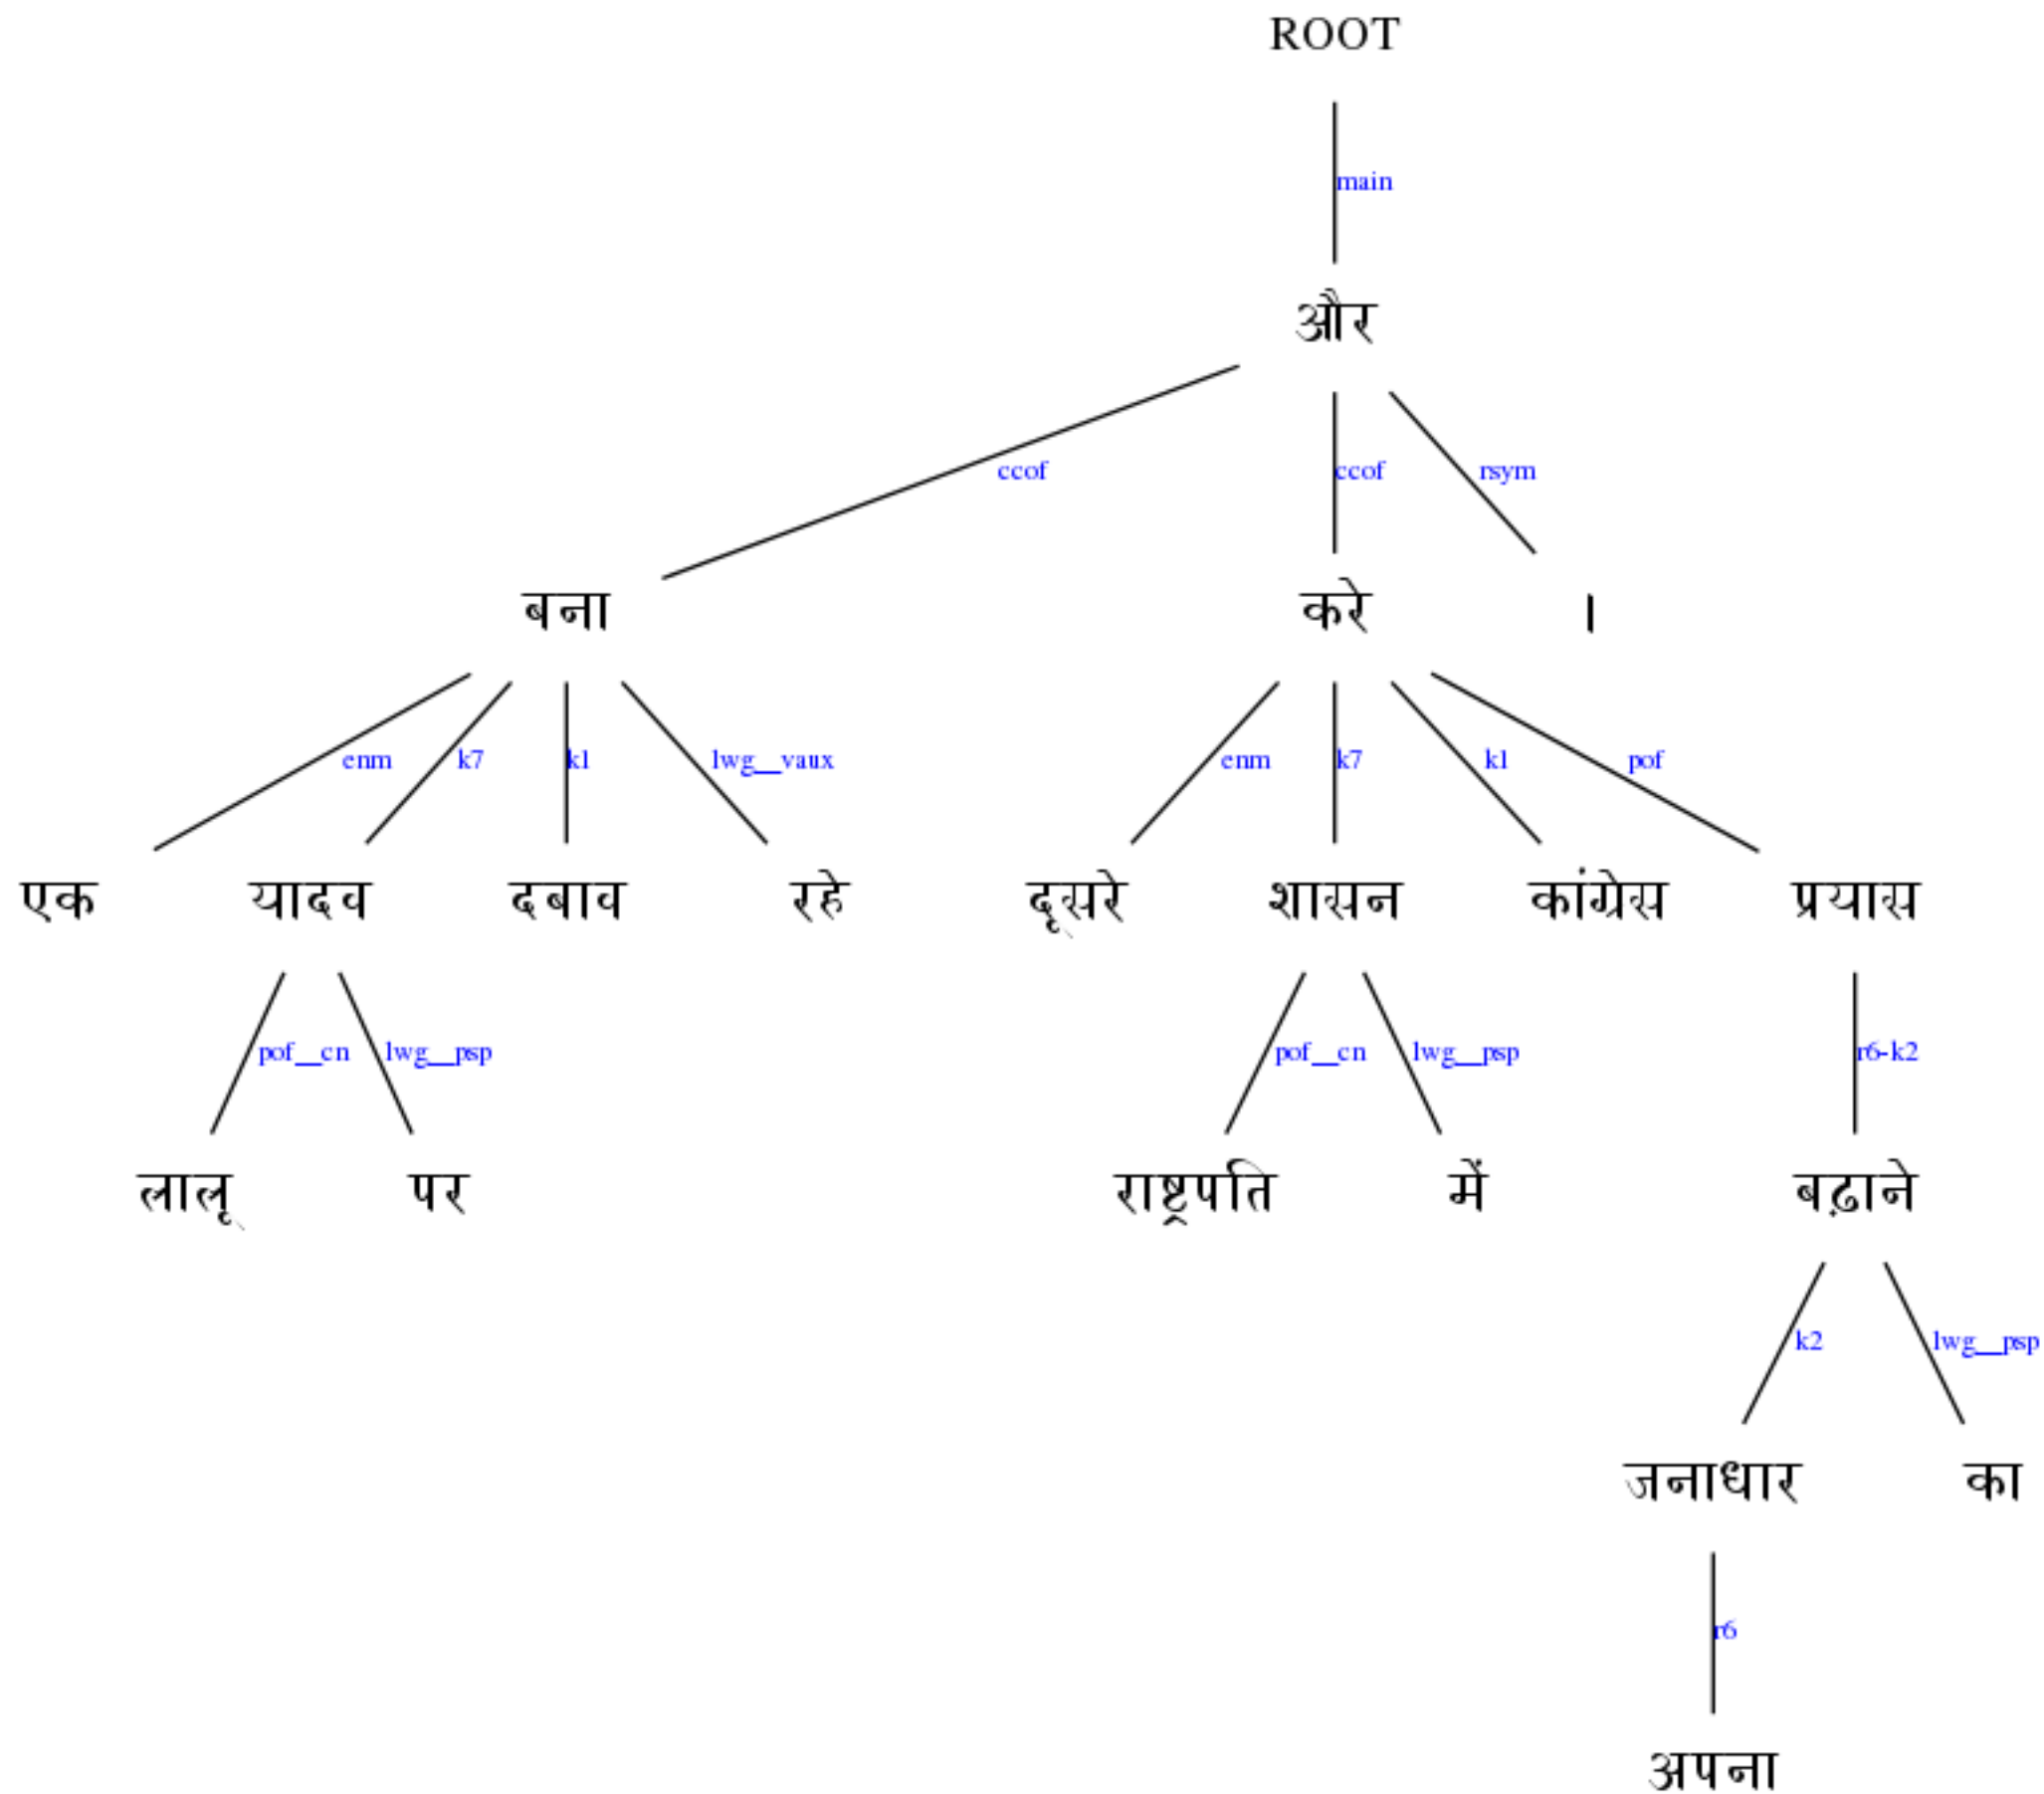 ROOT
main
और
ccof ccof rsym
बना करे ।
enm k7 k1 lwg__vaux enm k7 k1 pof
एक यादव दबाव रहे दूसरे शासन कांग्रेस प्रयास
pof__cn lwg__psp pof__cn lwg__psp r6-k2
लालू पर राष्ट्रपति में बढ़ाने
k2 lwg__psp
जनाधार का
r6
अपना